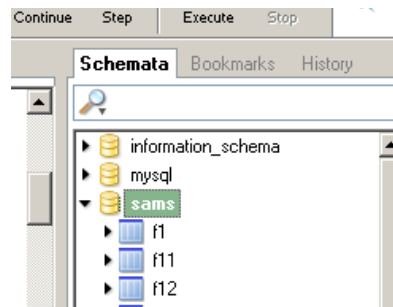 Continue Step Execute Stop
Schemata Bookmarks History
information_schema
mysql
sams
f1
f11
f12